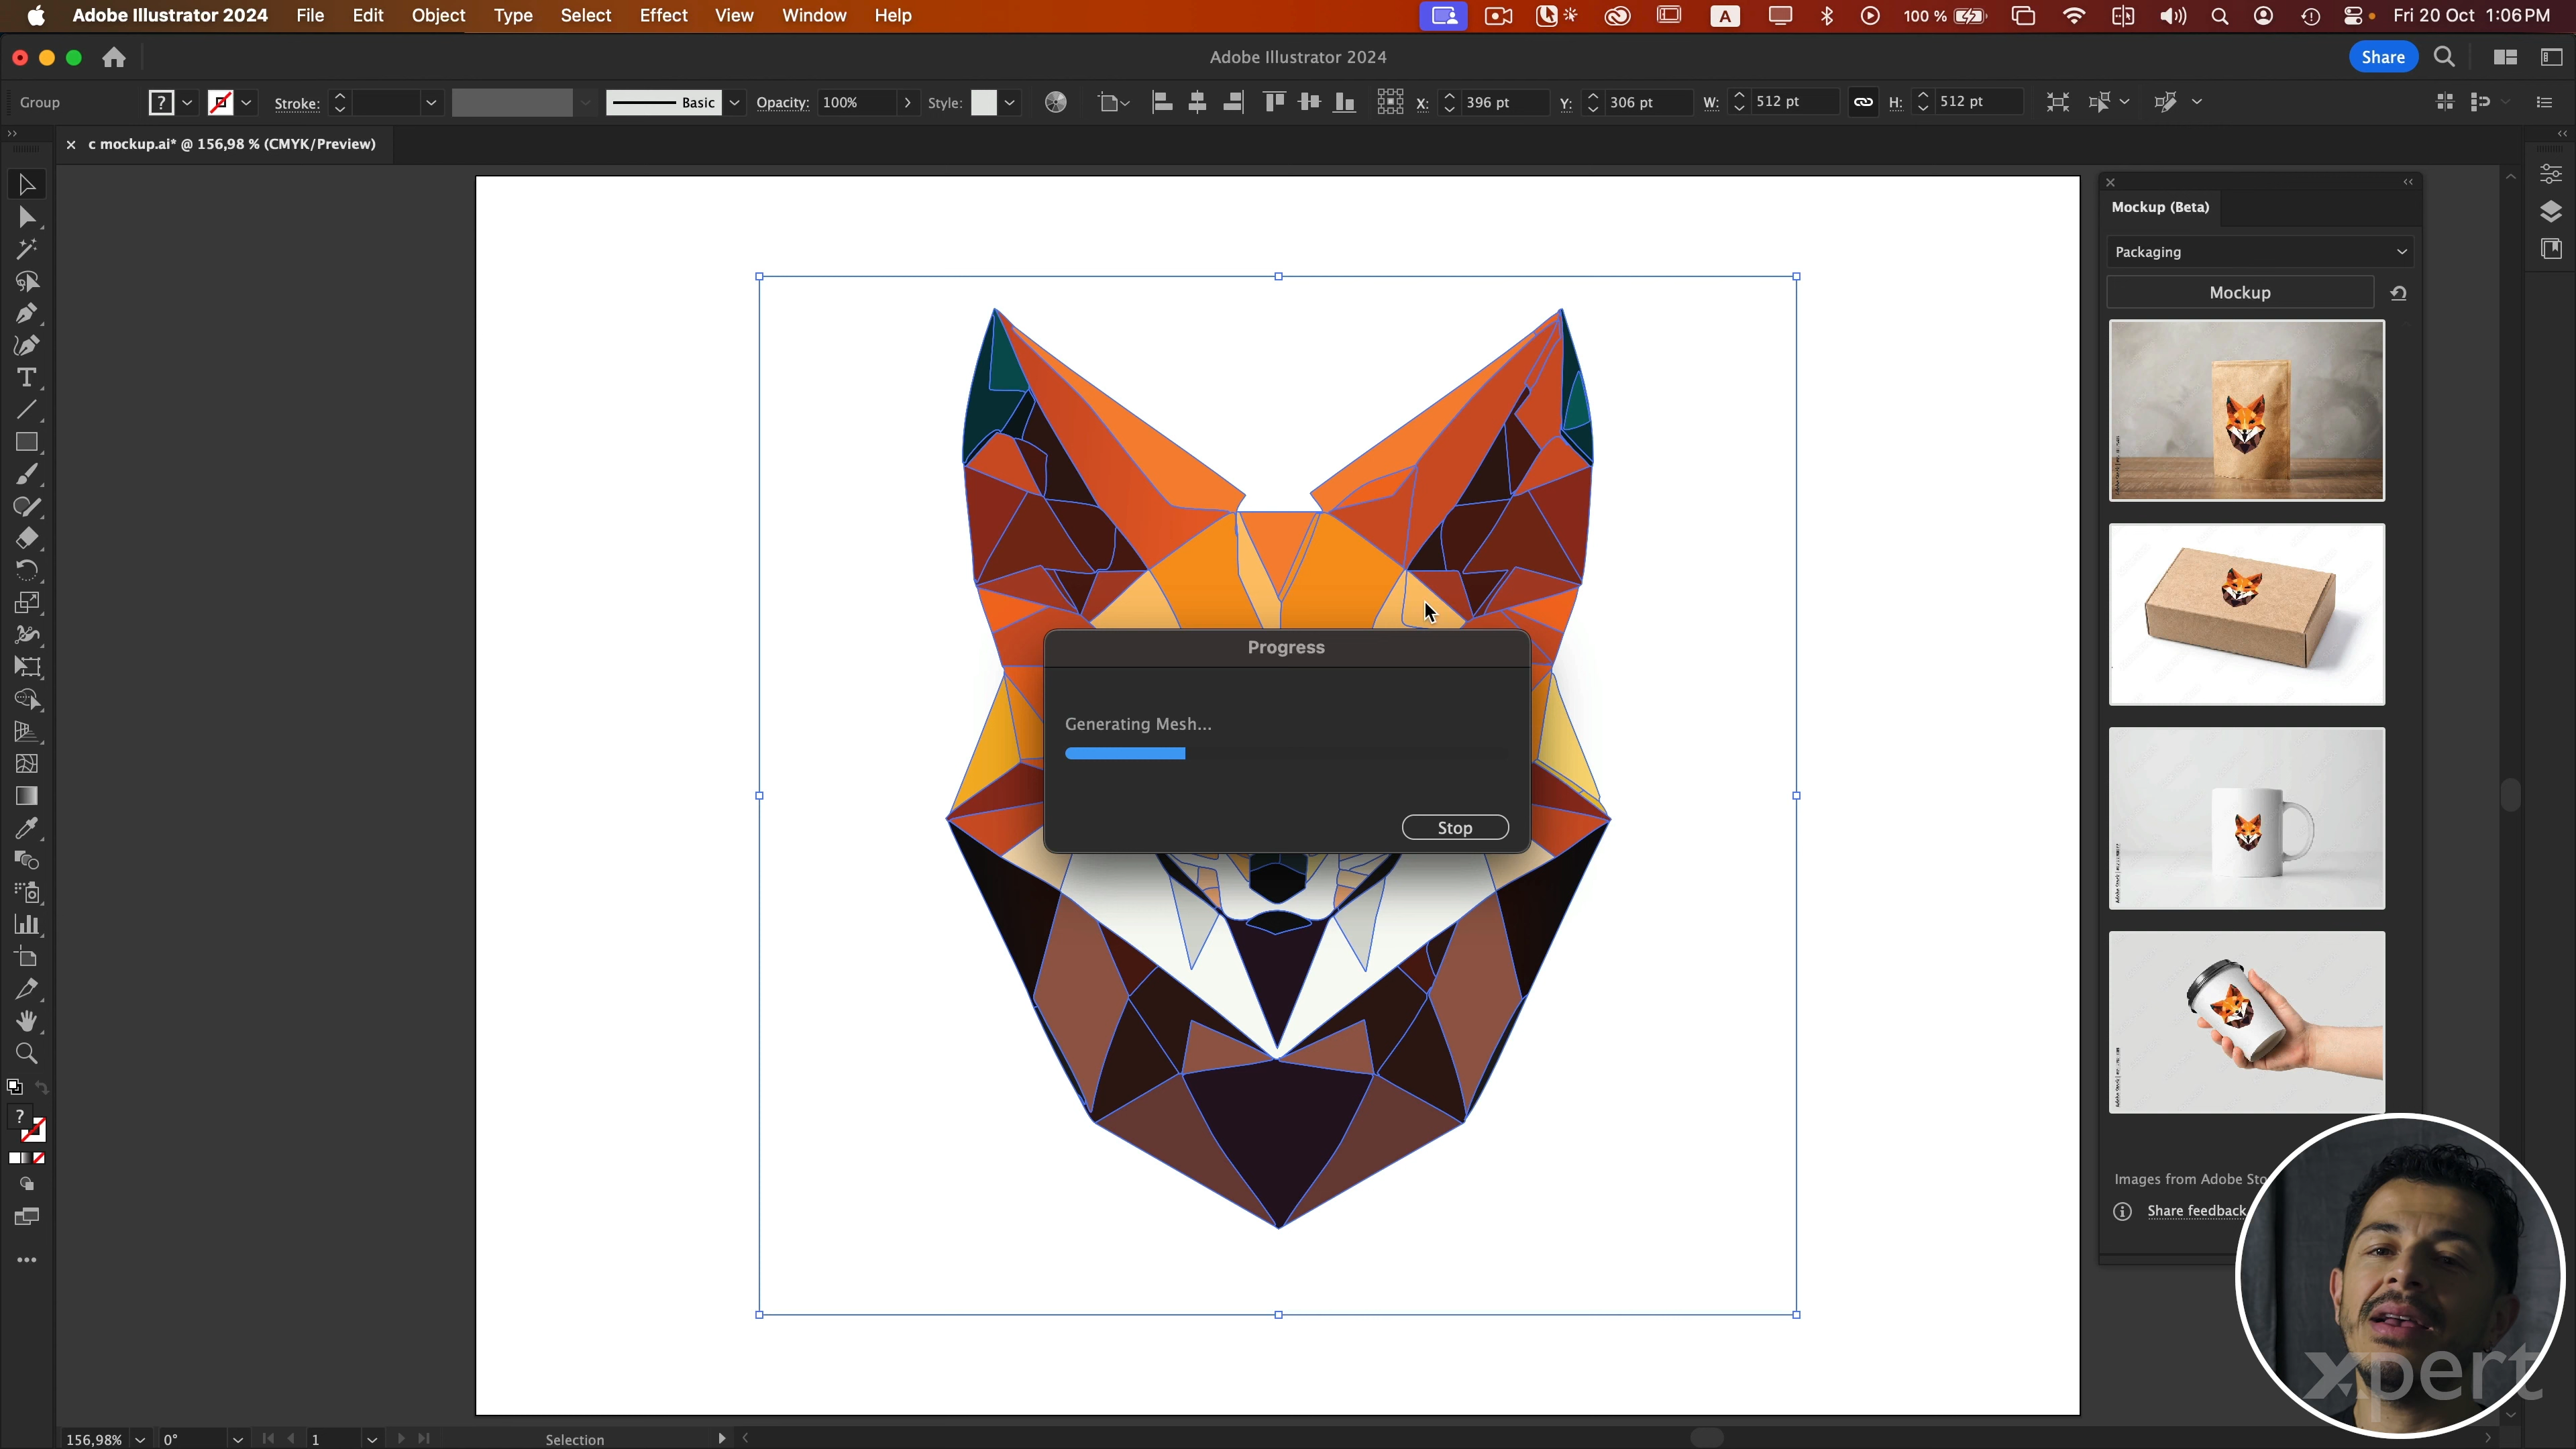 Adobe Illustrator 2024 File Edit Object Type Select Effect View Window Help A 100 % Fri 20 Oct 1:06 PM
Adobe Illustrator 2024 Share
Group ? Stroke: Basic Opacity: 100% Style: X: 396 pt Y: 306 pt W: 512 pt H: 512 pt
× c mockup.ai* @ 156,98 % (CMYK/Preview)
Mockup (Beta)
Packaging
Mockup
Progress
Generating Mesh...
Stop
Images from Adobe Sto
Share feedback
?
xpert
156,98% 0° 1 Selection